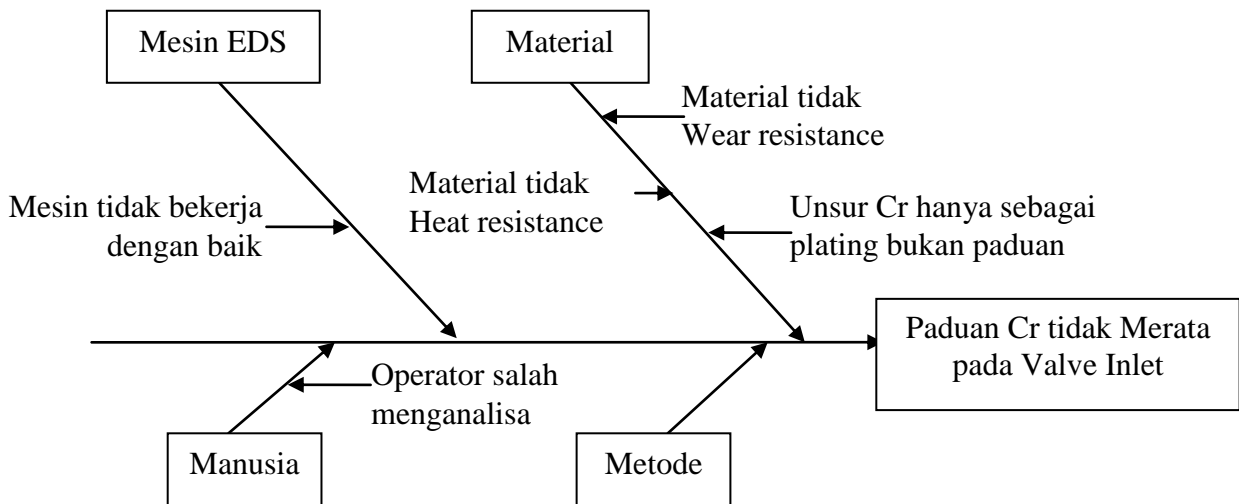 Mesin EDS
Material
Material tidak
Wear resistance
Material tidak
Heat resistance
Mesin tidak bekerja
dengan baik
Unsur Cr hanya sebagai
plating bukan paduan
Paduan Cr tidak Merata
pada Valve Inlet
Operator salah
menganalisa
Manusia
Metode